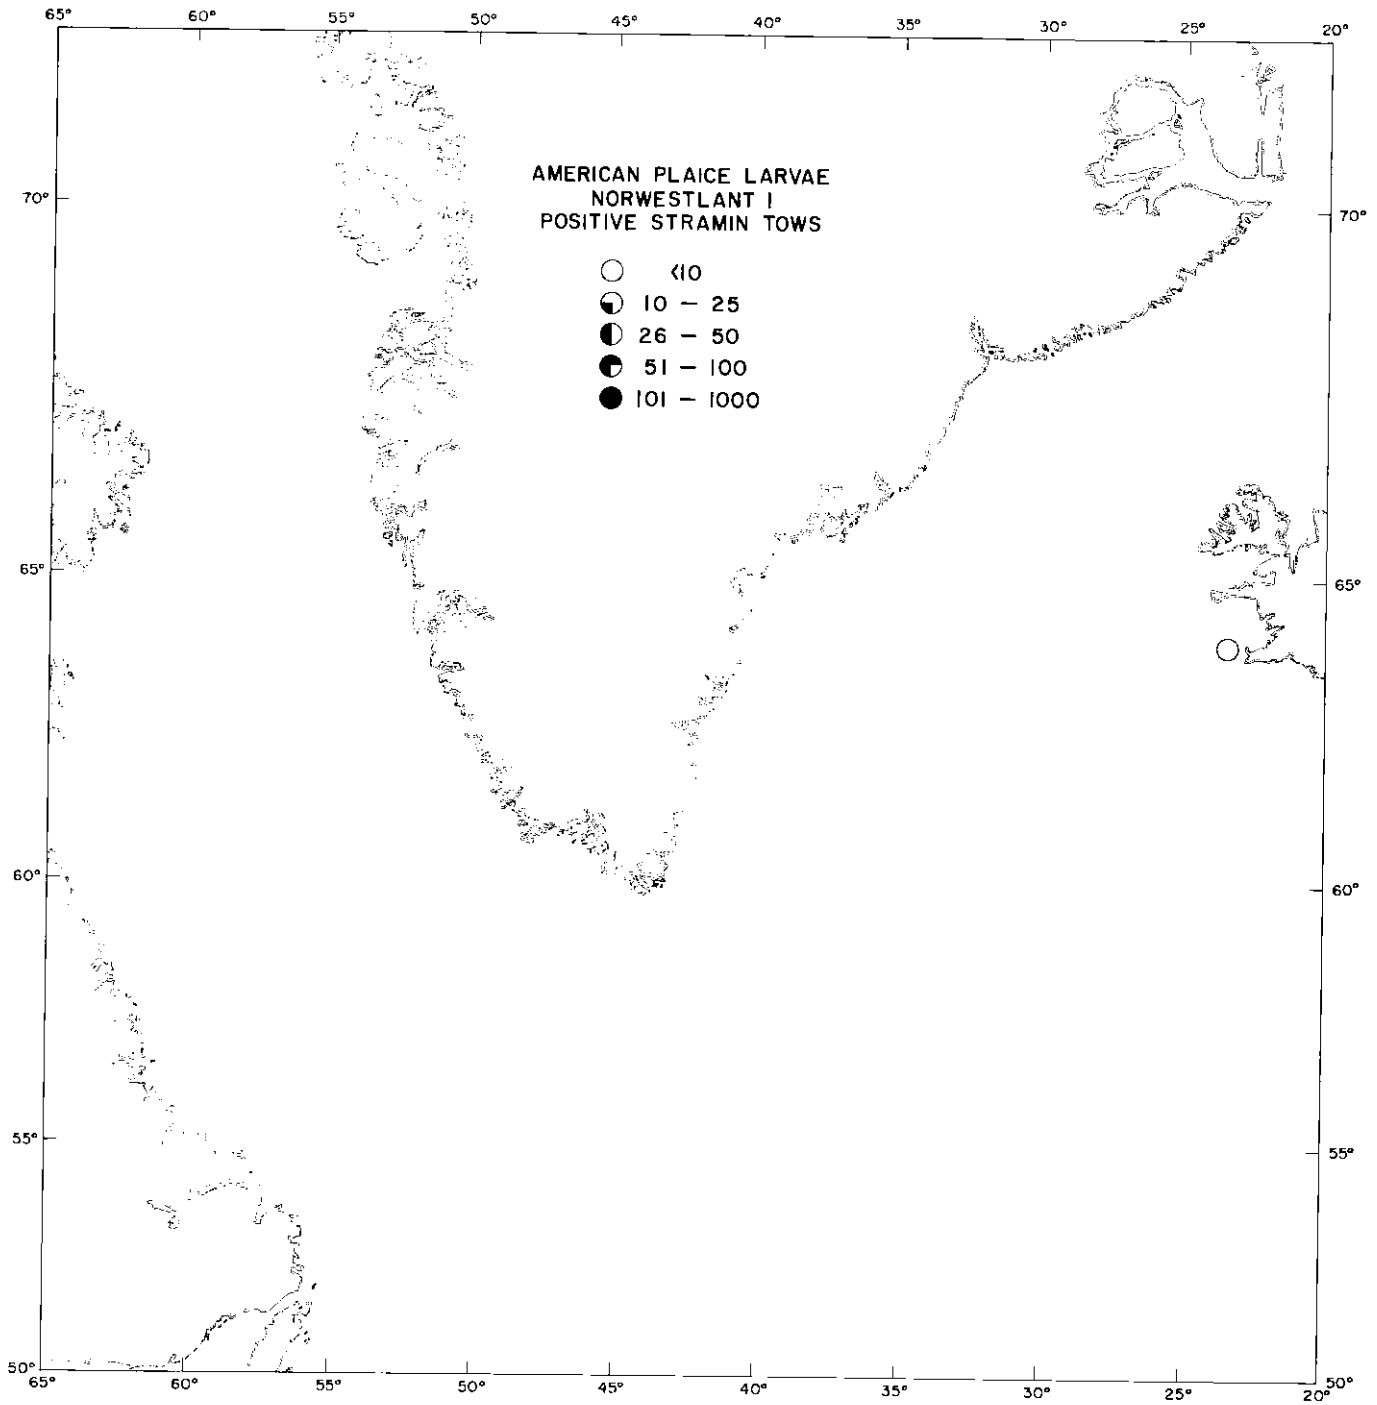 65° 60° 55° 50° 45° 40° 35° 30° 25° 20°
AMERICAN PLAICE LARVAE
NORWESTLANT I
POSITIVE STRAMIN TOWS
70° 70°
<10
10 – 25
26 – 50
51 – 100
101 – 1000
65° 65°
60° 60°
55° 55°
50° 50°
65° 60° 55° 50° 45° 40° 35° 30° 25° 20°